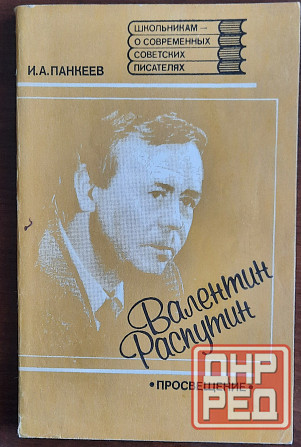 ШКОЛЬНИКАМ —
О СОВРЕМЕННЫХ
СОВЕТСКИХ
ПИСАТЕЛЯХ
И.А.ПАНКЕЕВ
Валентин
Распутин
•ПРОСВЕЩЕНИЕ•
ДНР
РЕД